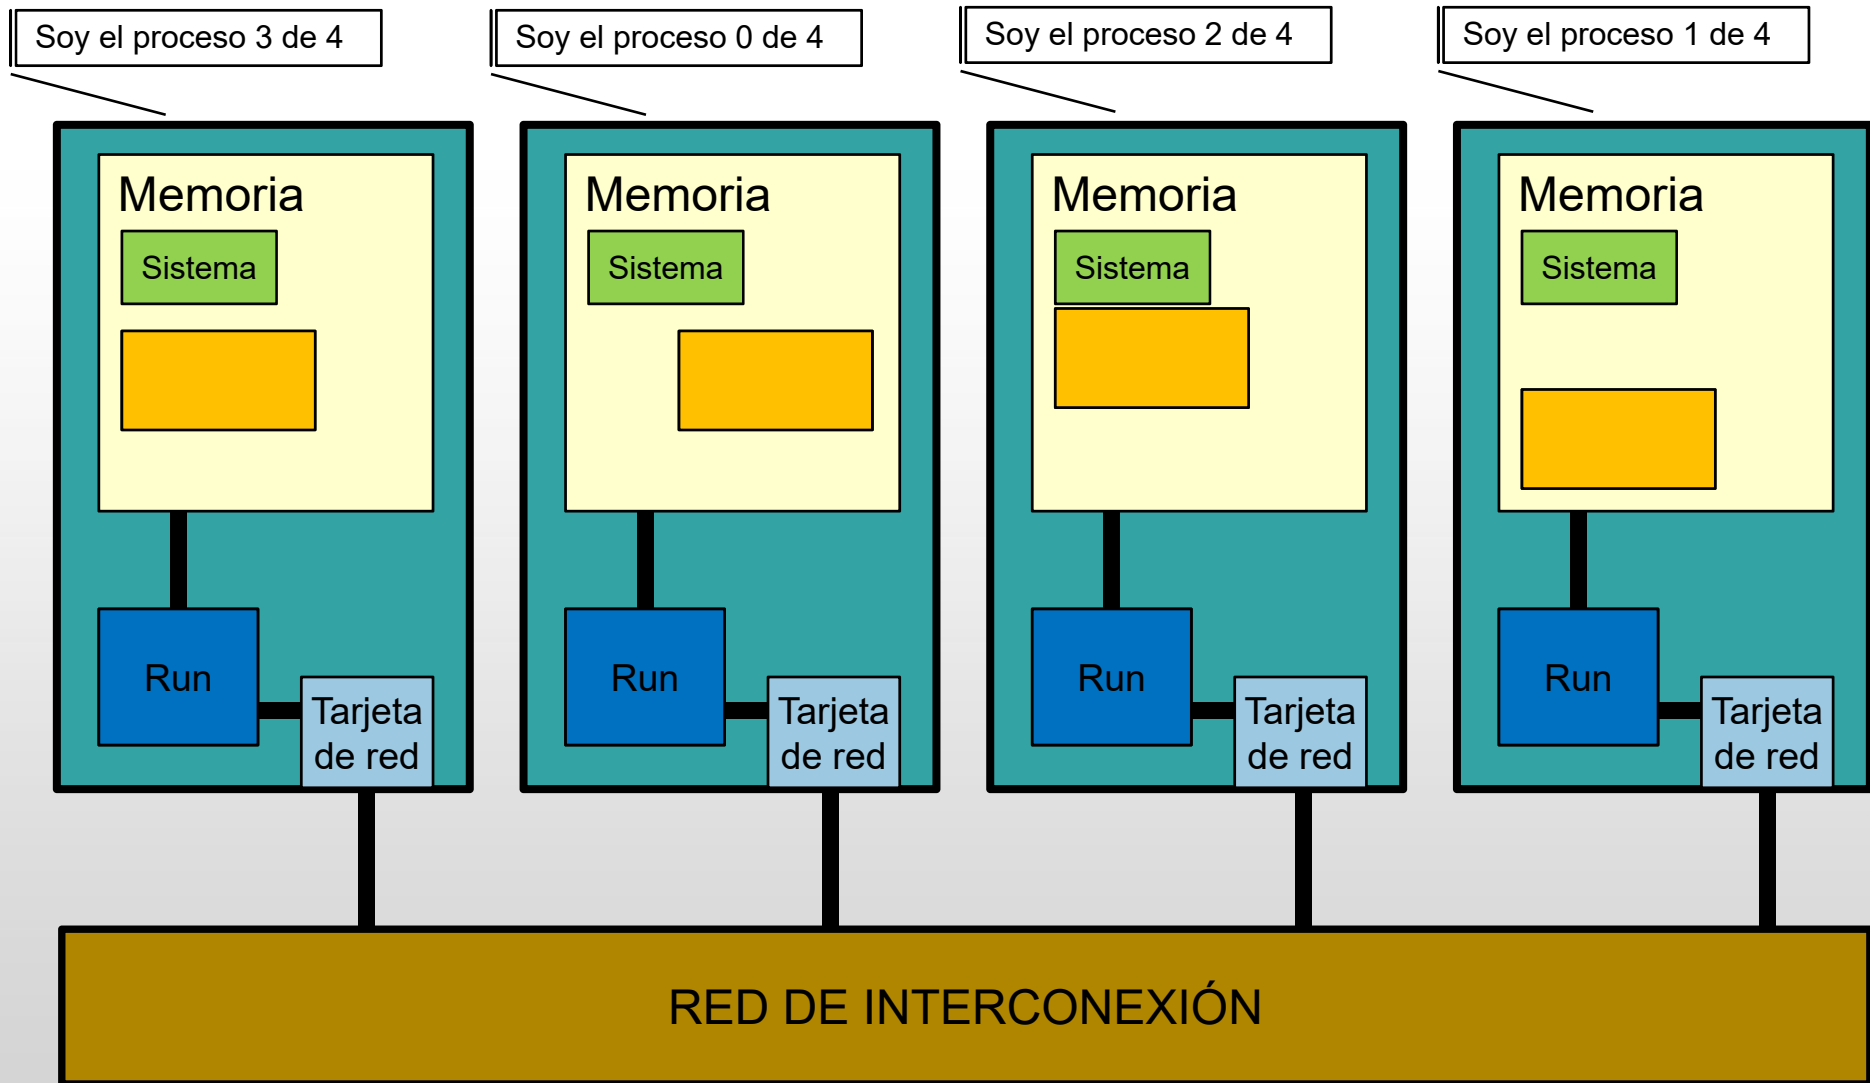 Soy el proceso 3 de 4
Soy el proceso 0 de 4
Soy el proceso 2 de 4
Soy el proceso 1 de 4
Memoria
Sistema
Run
Tarjeta
de red
Memoria
Sistema
Run
Tarjeta
de red
Memoria
Sistema
Run
Tarjeta
de red
Memoria
Sistema
Run
Tarjeta
de red
RED DE INTERCONEXIÓN